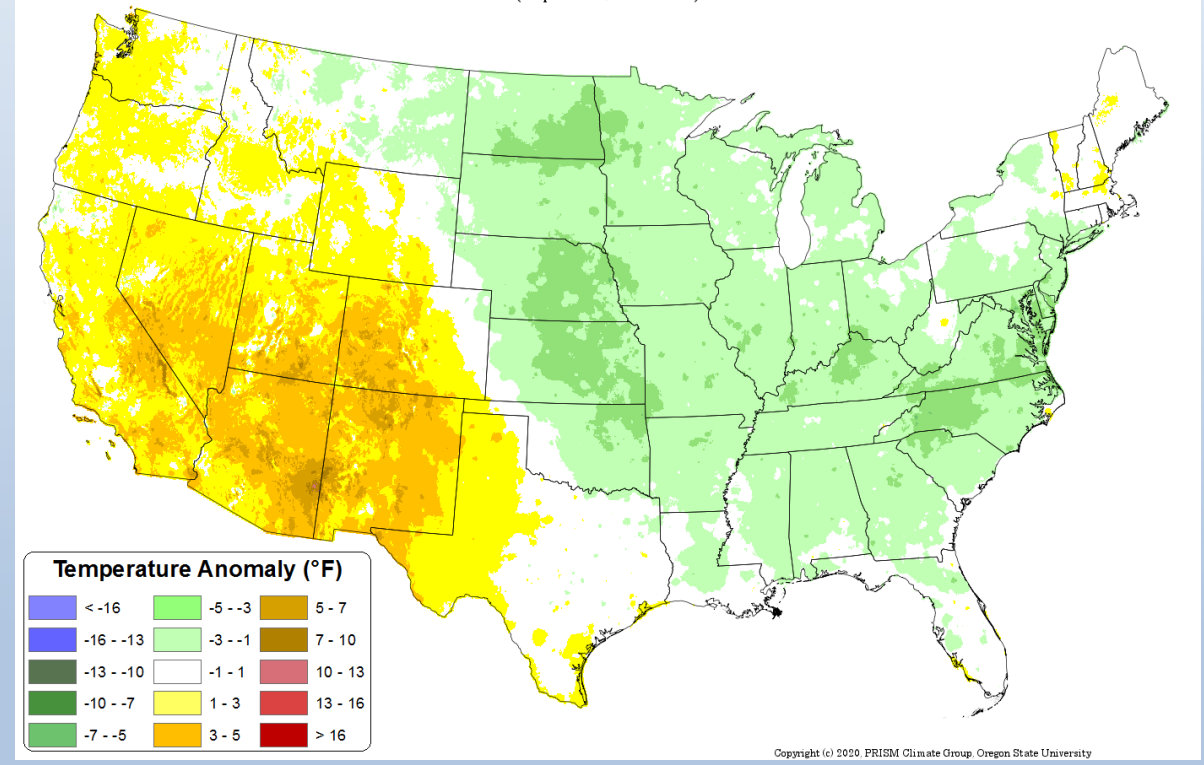 Temperature Anomaly (°F)
< -16
-5 - -3
5 - 7
-16 - -13
-3 - -1
7 - 10
-13 - -10
-1 - 1
10 - 13
-10 - -7
1 - 3
13 - 16
-7 - -5
3 - 5
> 16
Copyright (c) 2020, PRISM Climate Group, Oregon State University